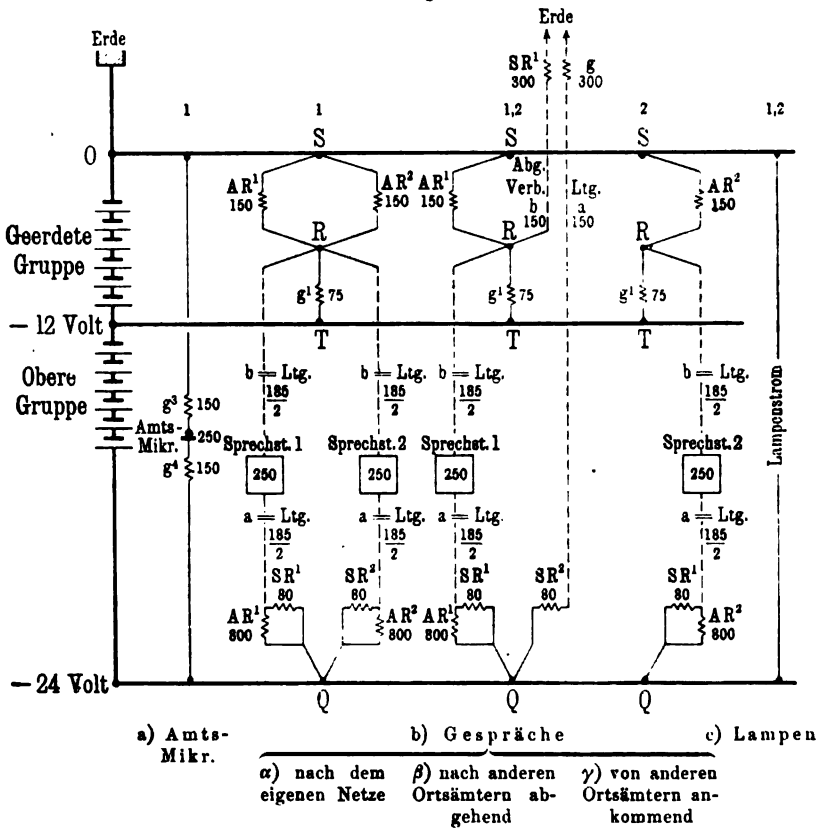 Erde
Erde
SR¹ 300
g 300
1
1
1,2
2
1,2
S
S
S
O
Abg. Verb. b 150
Ltg. a 150
AR¹ 150
AR² 150
AR¹ 150
AR² 150
R
R
R
Geerdete Gruppe
g¹ 75
g¹ 75
g¹ 75
— 12 Volt
T
T
T
Obere Gruppe
b Ltg. 185/2
b Ltg. 185/2
b Ltg. 185/2
b Ltg. 185/2
g³ 150
Amts-Mikr. 250
g⁴ 150
Sprechst. 1
Sprechst. 2
Sprechst. 1
Sprechst. 2
250
250
250
250
Lampenstrom
a Ltg. 185/2
a Ltg. 185/2
a Ltg. 185/2
a Ltg. 185/2
SR¹ 80
SR² 80
SR¹ 80
SR² 80
SR¹ 80
AR¹ 800
AR² 800
AR¹ 800
AR² 800
— 24 Volt
Q
Q
Q
a) Amts-
Mikr.
b) Gespräche
c) Lampen
α) nach dem
eigenen Netze
β) nach anderen
Ortsämtern ab-
gehend
γ) von anderen
Ortsämtern an-
kommend